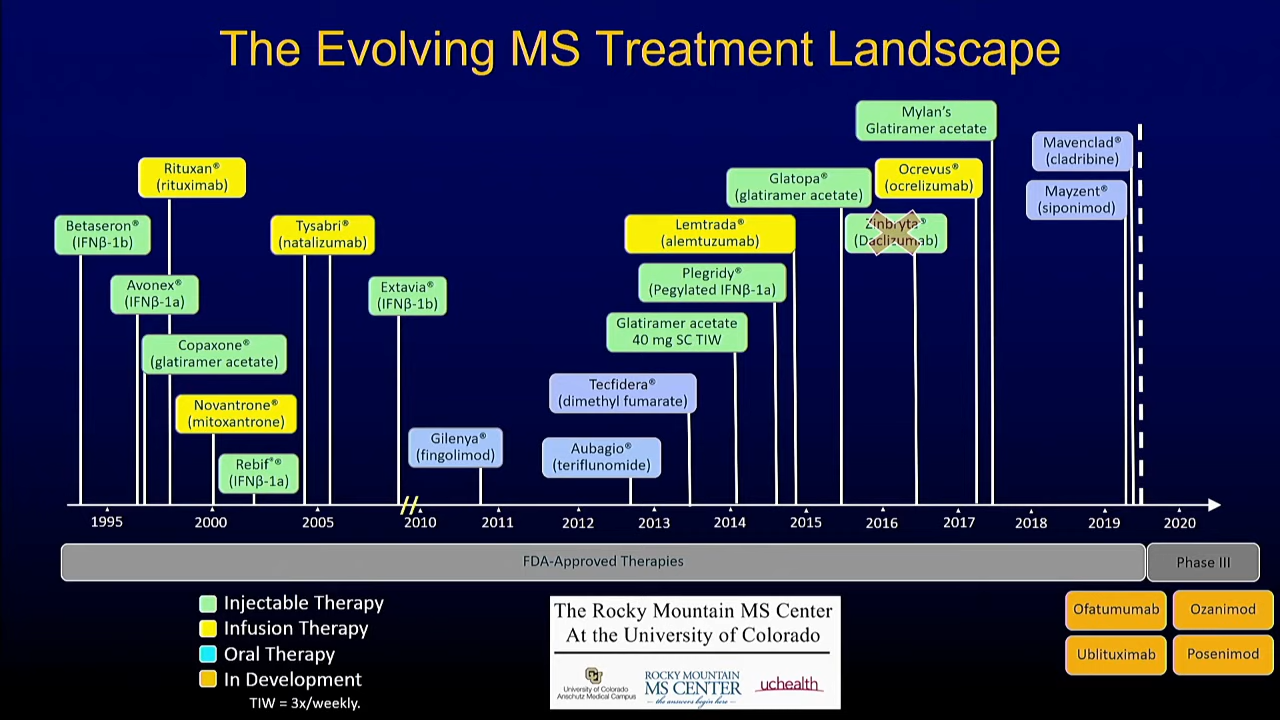 The Evolving MS Treatment Landscape
Mylan's
Glatiramer acetate
Mavenclad®
(cladribine)
Rituxan®
(rituximab)
Glatopa®
(glatiramer acetate)
Ocrevus®
(ocrelizumab)
Mayzent®
(siponimod)
Betaseron®
(IFNβ-1b)
Tysabri®
(natalizumab)
Lemtrada®
(alemtuzumab)
Zinbryta®
(Daclizumab)
Avonex®
(IFNβ-1a)
Extavia®
(IFNβ-1b)
Plegridy®
(Pegylated IFNβ-1a)
Copaxone®
(glatiramer acetate)
Glatiramer acetate
40 mg SC TIW
Novantrone®
(mitoxantrone)
Tecfidera®
(dimethyl fumarate)
Rebif®
(IFNβ-1a)
Gilenya®
(fingolimod)
Aubagio®
(teriflunomide)
1995 2000 2005 2010 2011 2012 2013 2014 2015 2016 2017 2018 2019 2020
FDA-Approved Therapies
Phase III
Injectable Therapy
Infusion Therapy
Oral Therapy
In Development
TIW = 3x/weekly.
The Rocky Mountain MS Center
At the University of Colorado
University of Colorado
Anschutz Medical Campus
ROCKY MOUNTAIN
MS CENTER
the answers begin here
uchealth
Ofatumumab
Ozanimod
Ublituximab
Posenimod